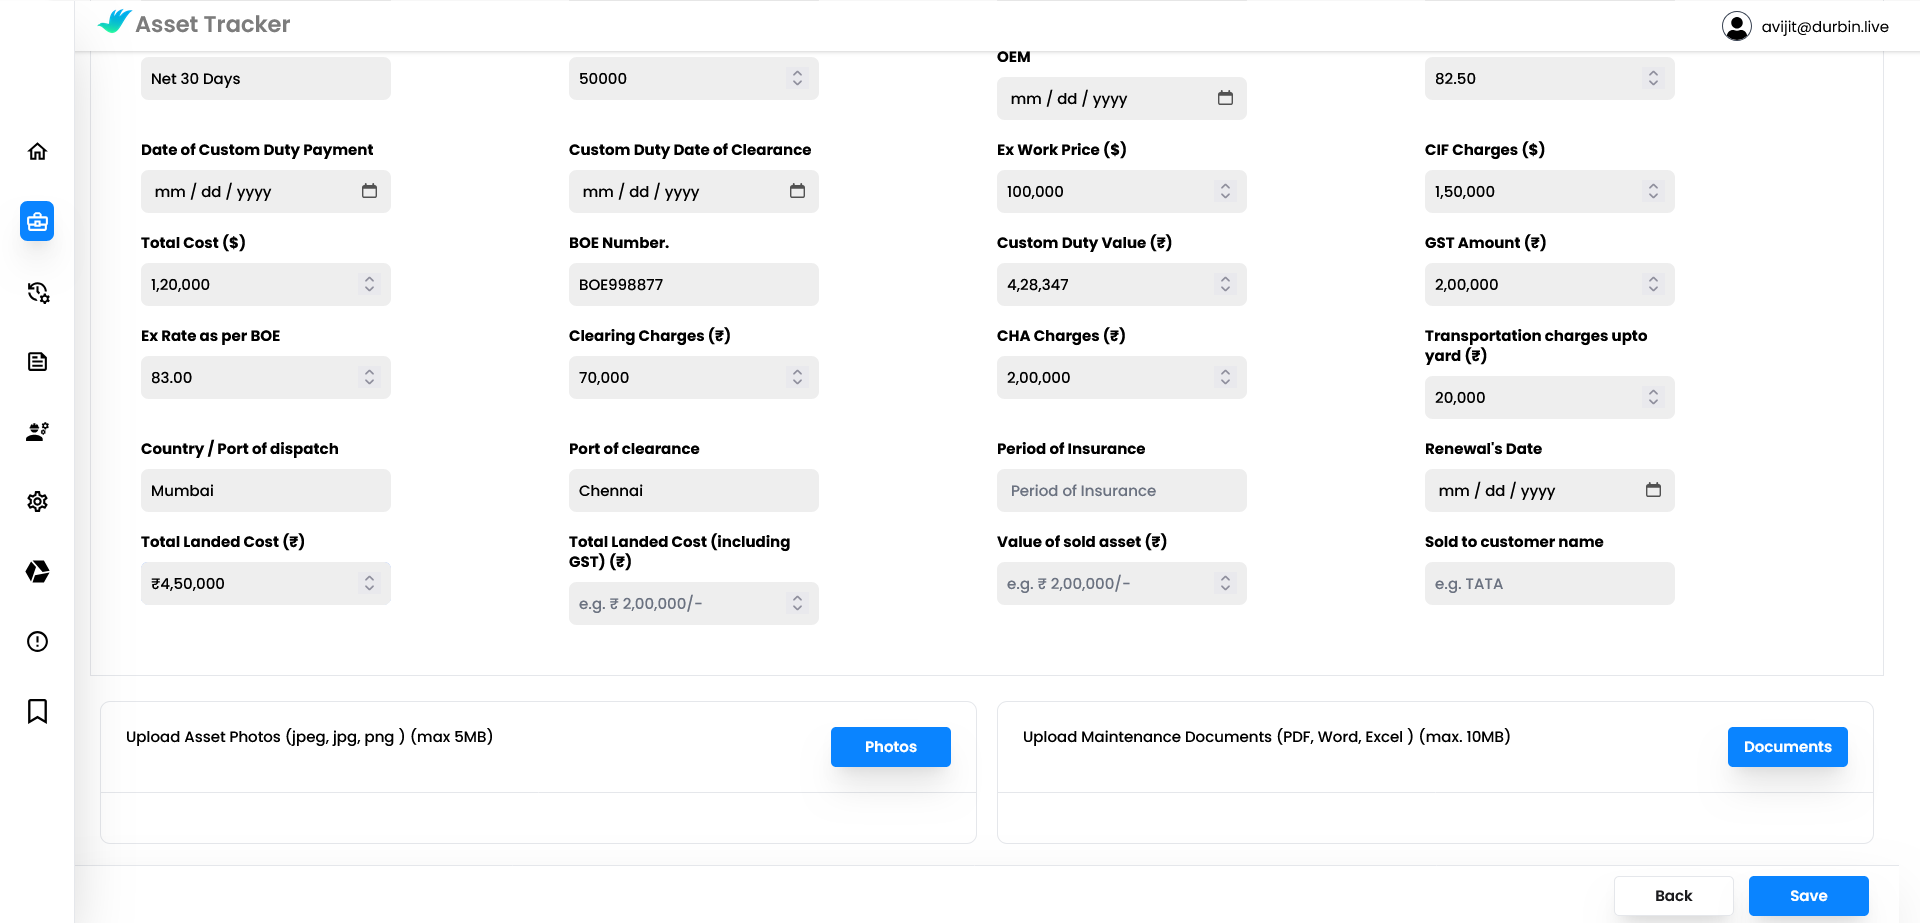 Asset Tracker
avijit@durbin.live
OEM
Net 30 Days
50000
mm / dd / yyyy
82.50
Date of Custom Duty Payment
Custom Duty Date of Clearance
Ex Work Price ($)
CIF Charges ($)
mm / dd / yyyy
mm / dd / yyyy
100,000
1,50,000
Total Cost ($)
BOE Number.
Custom Duty Value (₹)
GST Amount (₹)
1,20,000
BOE998877
4,28,347
2,00,000
Ex Rate as per BOE
Clearing Charges (₹)
CHA Charges (₹)
Transportation charges upto
yard (₹)
83.00
70,000
2,00,000
20,000
Country / Port of dispatch
Port of clearance
Period of Insurance
Renewal's Date
Mumbai
Chennai
Period of Insurance
mm / dd / yyyy
Total Landed Cost (₹)
Total Landed Cost (including
GST) (₹)
Value of sold asset (₹)
Sold to customer name
₹4,50,000
e.g. ₹ 2,00,000/-
e.g. ₹ 2,00,000/-
e.g. TATA
Upload Asset Photos (jpeg, jpg, png ) (max 5MB)
Photos
Upload Maintenance Documents (PDF, Word, Excel ) (max. 10MB)
Documents
Back
Save